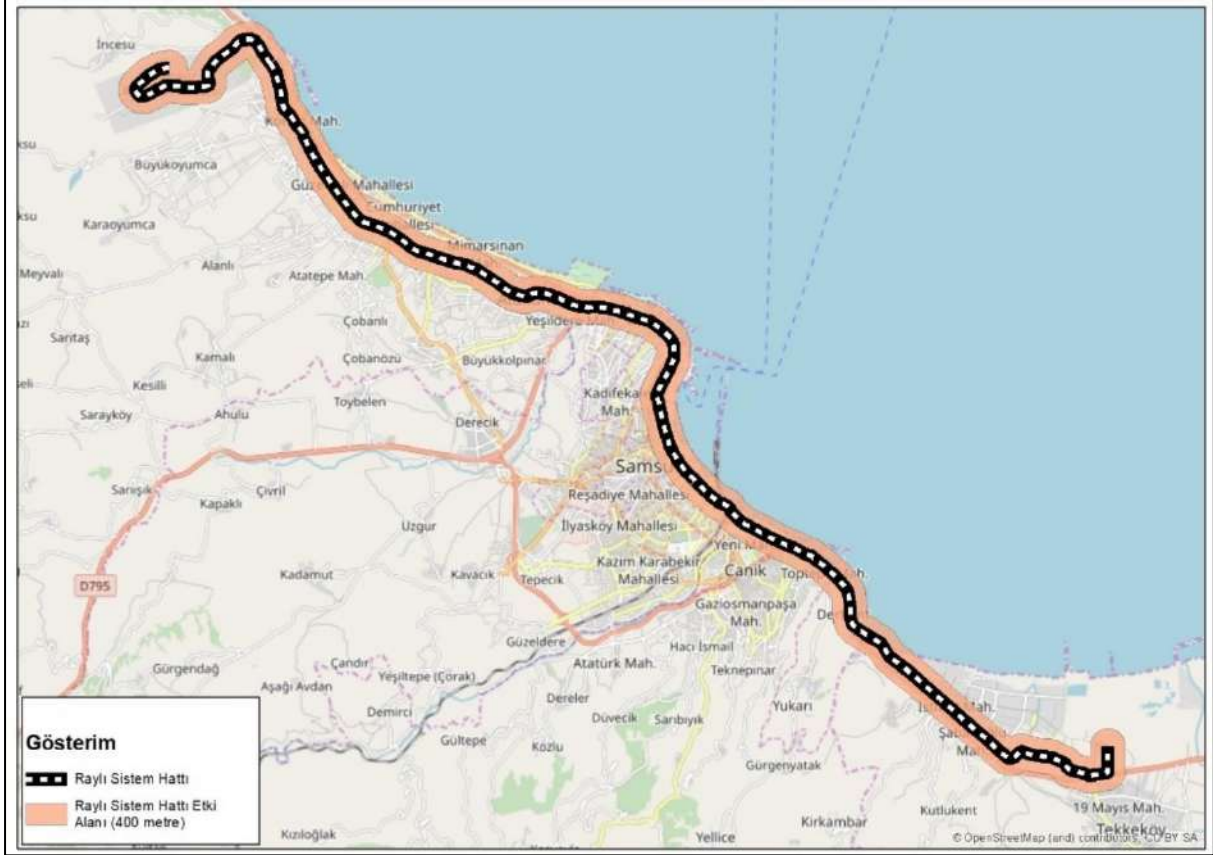 İncesu
Mah.
Büyükoyumca
Mahallesi
Karaoyumca
Cumhuriyet
Mimarsinan
Alanlı
Atatepe Mah.
Meyvalı
Çobanlı
Sarıtaş
Kamalı
Çobanözü
Büyükkolpınar
Kesilli
Sarayköy
Ahulu
Toybelen
Derecik
Mah.
Sarışık
Kapaklı
Çivril
Reşadiye Mahallesi
Uzgur
İlyasköy Mahallesi
D795
Kadamut
Kavacık
Tepecik
Kazım Karabekir
Mahallesi
Canik
Gaziosmanpaşa
Mah.
Güzeldere
Hacı İsmail
Gürgendağ
Çandır
Atatürk Mah.
Teknepınar
Aşağı Avdan
Yeşiltepe (Çorak)
Dereler
Demirci
Düvecik
Sarıbıyık
Yukarı
Gültepe
Kozlu
Gürgenyatak
Mah.
Kutlukent
19 Mayıs Mah.
Kirkambar
Tekkeköy
Kızıloğlak
Yellice
© OpenStreetMap (and) contributors, CC-BY-SA
Gösterim
Raylı Sistem Hattı
Raylı Sistem Hattı Etki
Alanı (400 metre)